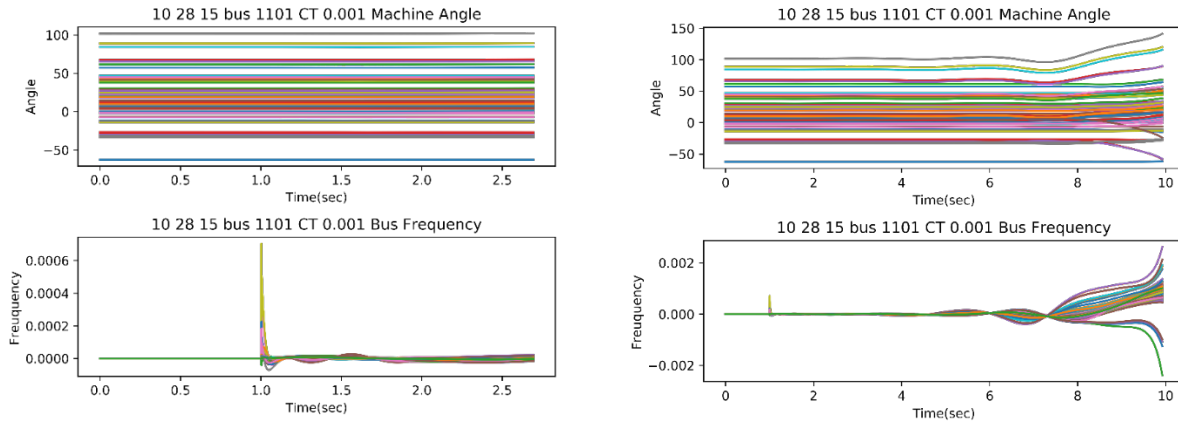 10 28 15 bus 1101 CT 0.001 Machine Angle
100
50
0
−50
Angle
0.0 0.5 1.0 1.5 2.0 2.5
Time(sec)
10 28 15 bus 1101 CT 0.001 Machine Angle
150
100
50
0
−50
Angle
0 2 4 6 8 10
Time(sec)
10 28 15 bus 1101 CT 0.001 Bus Frequency
0.0006
0.0004
0.0002
0.0000
Freuquency
0.0 0.5 1.0 1.5 2.0 2.5
Time(sec)
10 28 15 bus 1101 CT 0.001 Bus Frequency
0.002
0.000
−0.002
Freuquency
0 2 4 6 8 10
Time(sec)